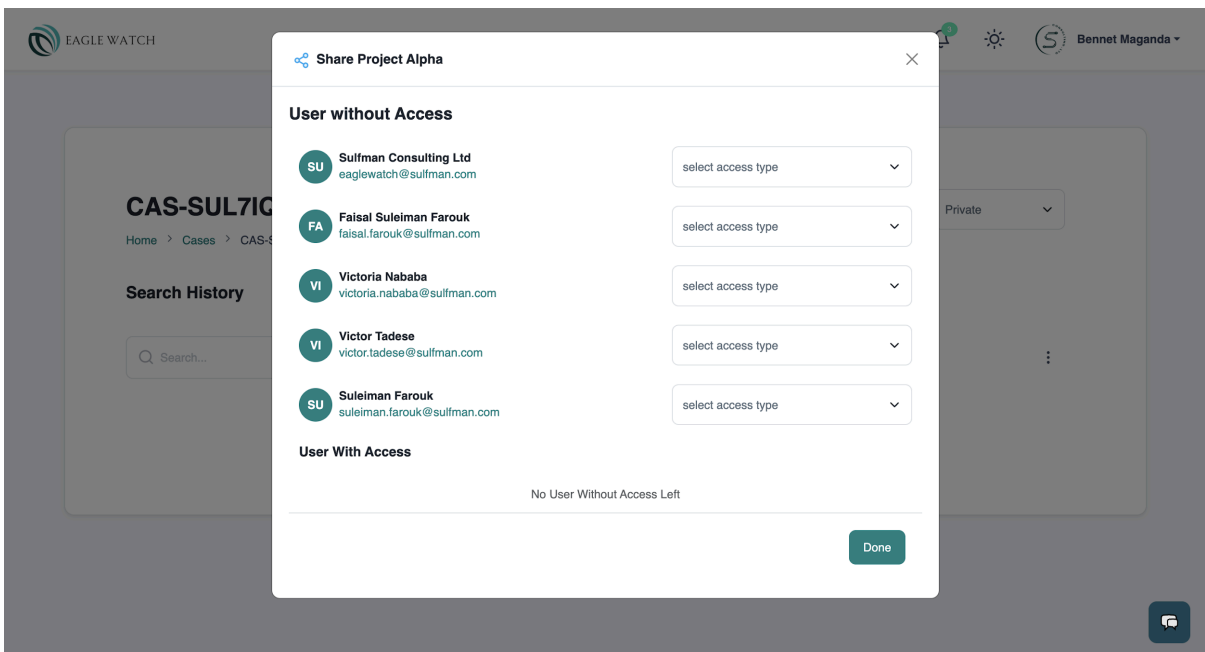 EAGLE WATCH
3
Bennet Maganda
Share Project Alpha
User without Access
SU
Sulfman Consulting Ltd
eaglewatch@sulfman.com
select access type
FA
Faisal Suleiman Farouk
faisal.farouk@sulfman.com
select access type
VI
Victoria Nababa
victoria.nababa@sulfman.com
select access type
VI
Victor Tadese
victor.tadese@sulfman.com
select access type
SU
Suleiman Farouk
suleiman.farouk@sulfman.com
select access type
User With Access
No User Without Access Left
Done
CAS-SUL7IQ
Private
Home > Cases > CAS-S
Search History
Search...